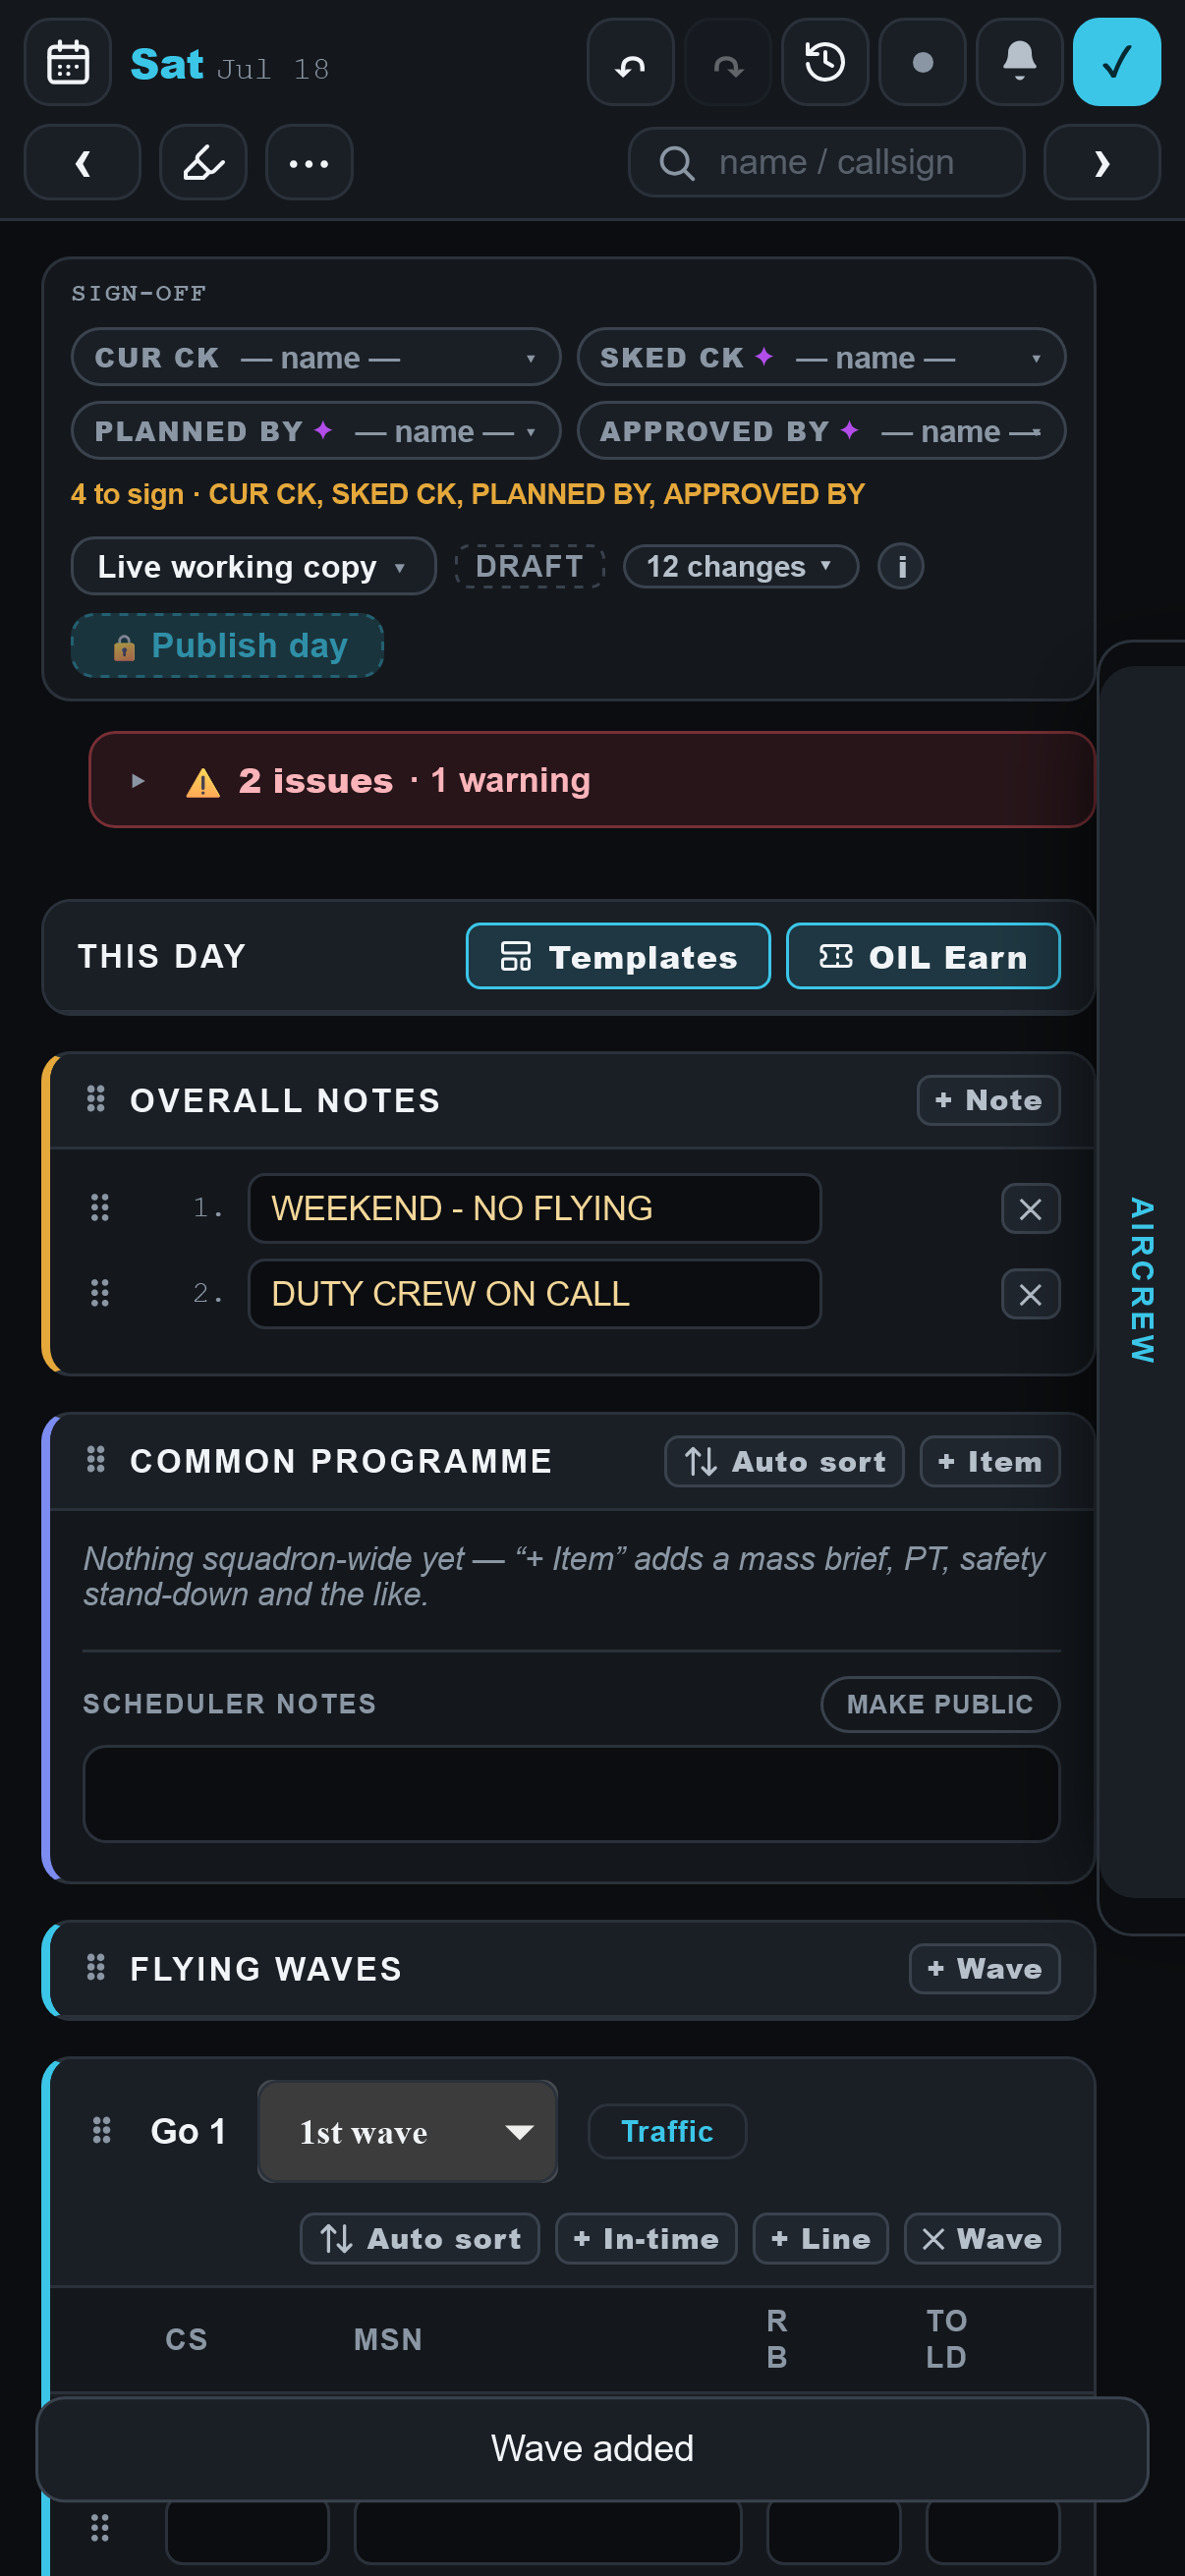 Sat Jul 18
name / callsign
SIGN-OFF
CUR CK — name —
SKED CK — name —
PLANNED BY — name —
APPROVED BY — name —
4 to sign · CUR CK, SKED CK, PLANNED BY, APPROVED BY
Live working copy DRAFT 12 changes i
Publish day
2 issues · 1 warning
THIS DAY Templates OIL Earn
OVERALL NOTES + Note
1. WEEKEND - NO FLYING
2. DUTY CREW ON CALL
AIRCREW
COMMON PROGRAMME Auto sort + Item
Nothing squadron-wide yet — “+ Item” adds a mass brief, PT, safety
stand-down and the like.
SCHEDULER NOTES MAKE PUBLIC
FLYING WAVES + Wave
Go 1 1st wave Traffic
Auto sort + In-time + Line × Wave
CS MSN R B TO LD
Wave added